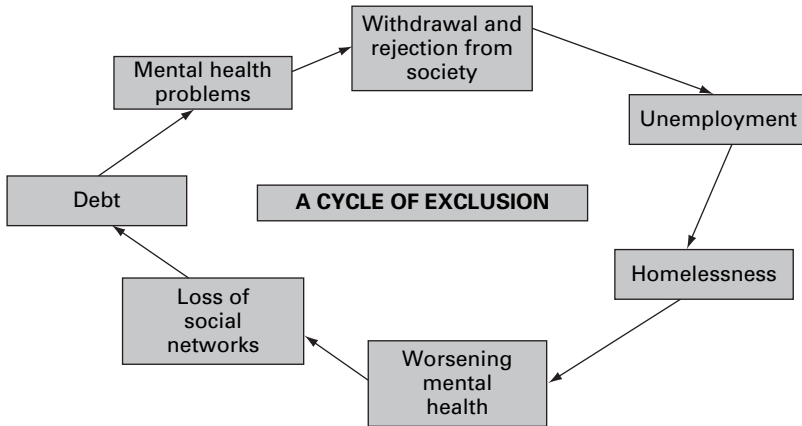 Withdrawal and
rejection from
society
Mental health
problems
Unemployment
Debt
A CYCLE OF EXCLUSION
Homelessness
Loss of
social
networks
Worsening
mental
health